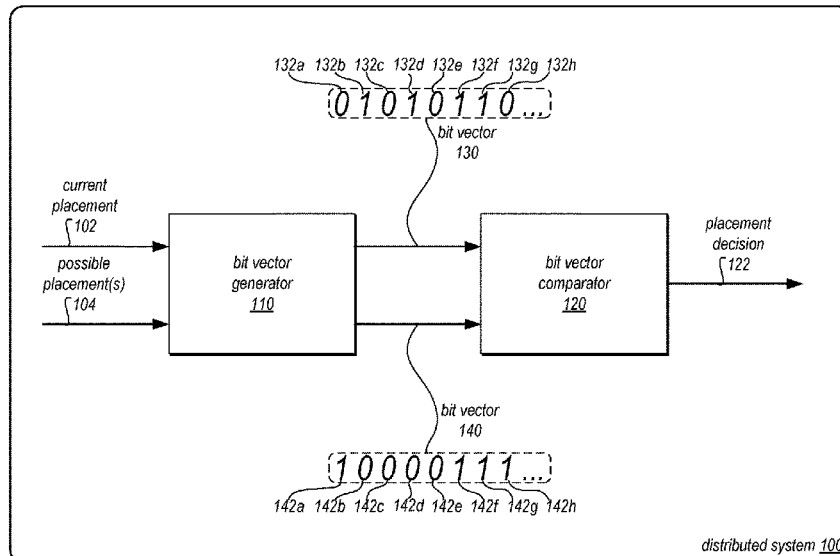 132a 132b 132c 132d 132e 132f 132g 132h
0 1 0 1 0 1 1 0 ...
bit vector
130
current
placement
102
possible
placement(s)
104
bit vector
generator
110
bit vector
comparator
120
placement
decision
122
bit vector
140
1 0 0 0 0 1 1 1 ...
142a 142b 142c 142d 142e 142f 142g 142h
distributed system 100